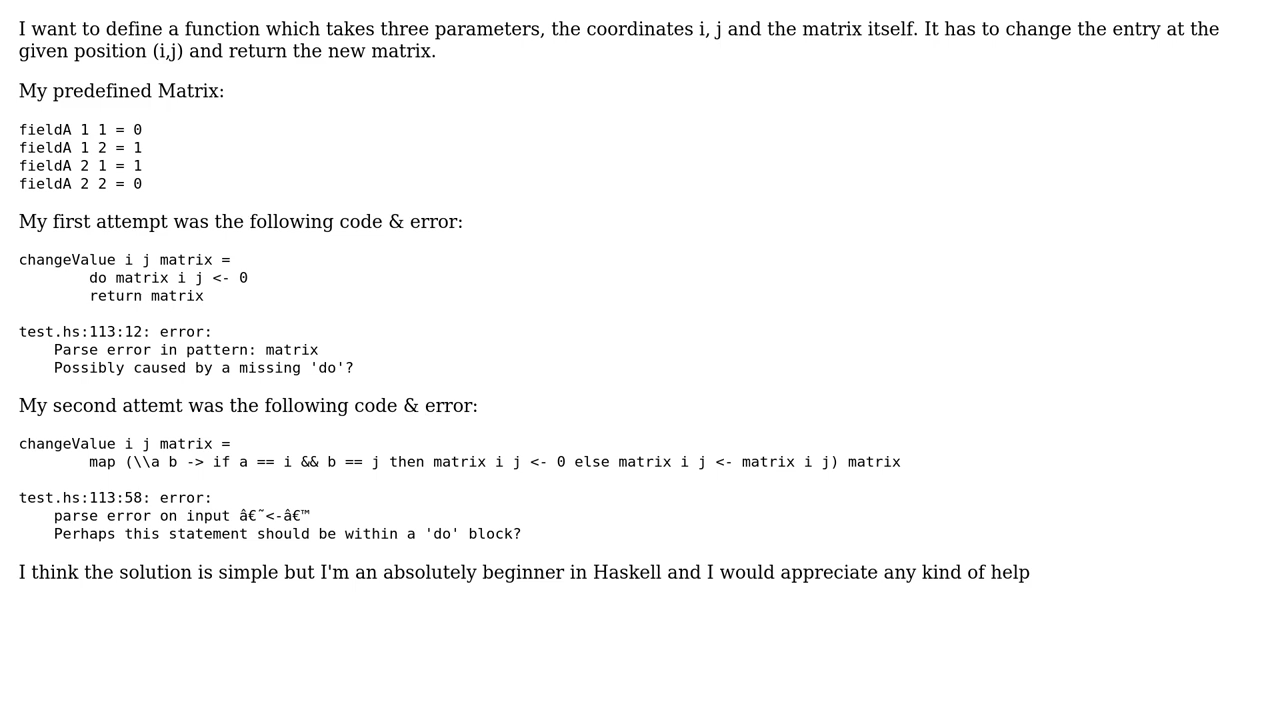 I want to define a function which takes three parameters, the coordinates i, j and the matrix itself. It has to change the entry at the
given position (i,j) and return the new matrix.
My predefined Matrix:
fieldA 1 1 = 0
fieldA 1 2 = 1
fieldA 2 1 = 1
fieldA 2 2 = 0
My first attempt was the following code & error:
changeValue i j matrix =
        do matrix i j <- 0
        return matrix
test.hs:113:12: error:
    Parse error in pattern: matrix
    Possibly caused by a missing 'do'?
My second attemt was the following code & error:
changeValue i j matrix =
        map (\\a b -> if a == i && b == j then matrix i j <- 0 else matrix i j <- matrix i j) matrix
test.hs:113:58: error:
    parse error on input â€˜<-â€™
    Perhaps this statement should be within a 'do' block?
I think the solution is simple but I'm an absolutely beginner in Haskell and I would appreciate any kind of help